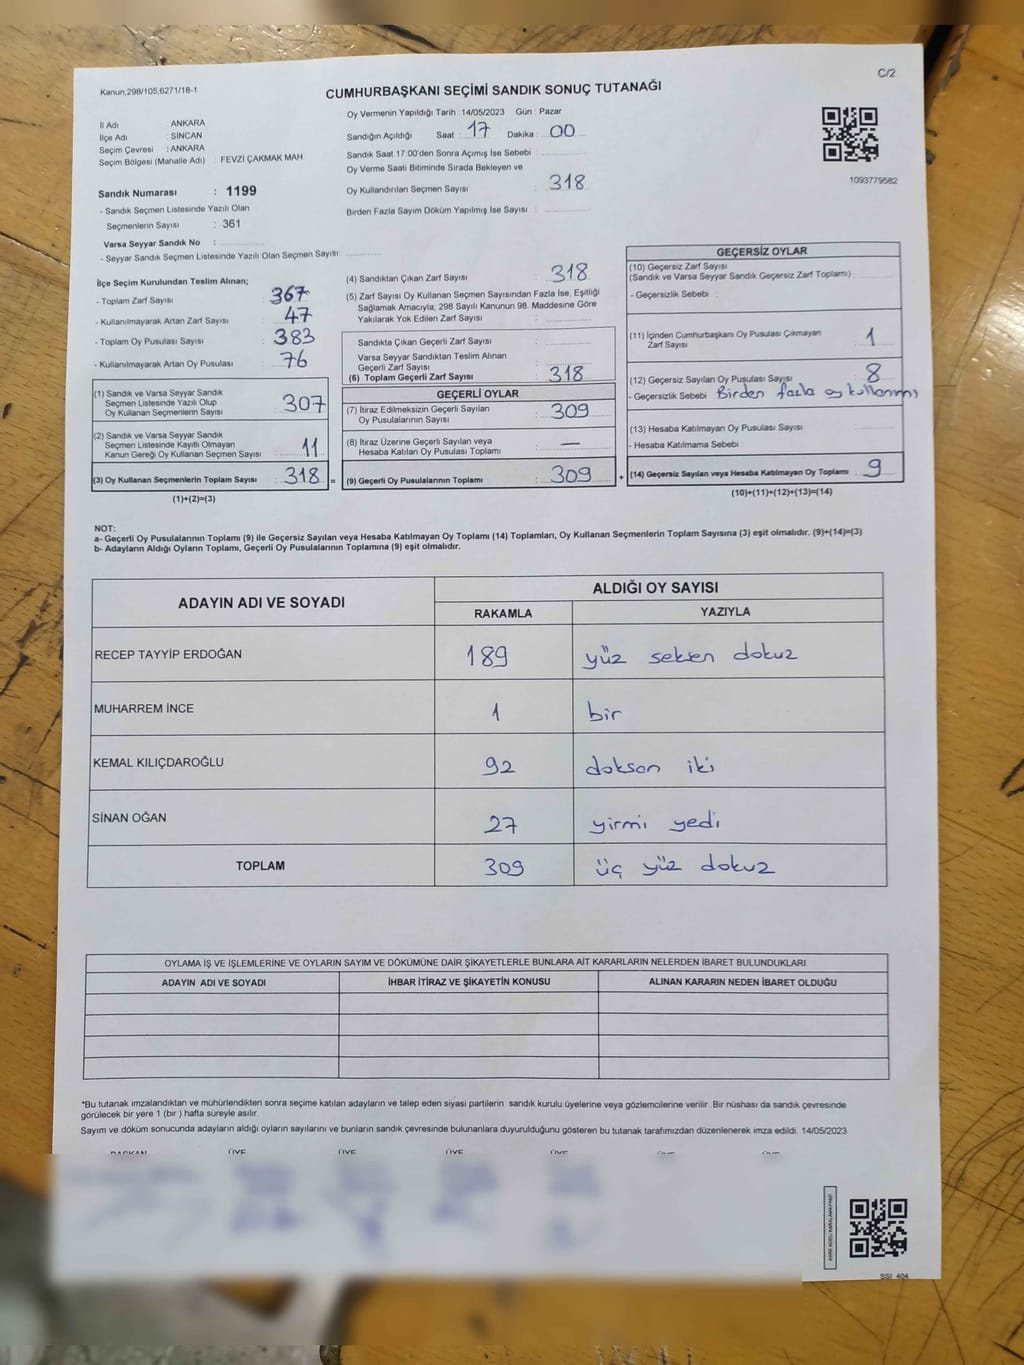 C/2
Kanun,298/105,6271/18-1
CUMHURBAŞKANI SEÇİMİ SANDIK SONUÇ TUTANAĞI
İl Adı : ANKARA
İlçe Adı : SİNCAN
Seçim Çevresi : ANKARA
Seçim Bölgesi (Mahalle Adı) : FEVZİ ÇAKMAK MAH
Sandık Numarası : 1199
- Sandık Seçmen Listesinde Yazılı Olan
Seçmenlerin Sayısı : 361
Varsa Seyyar Sandık No :
- Seyyar Sandık Seçmen Listesinde Yazılı Olan Seçmen Sayısı:
Oy Vermenin Yapıldığı Tarih : 14/05/2023 Gün : Pazar
Sandığın Açıldığı Saat : 17 Dakika : 00
Sandık Saat 17:00'den Sonra Açımış İse Sebebi :
Oy Verme Saati Bitiminde Sırada Bekleyen ve
Oy Kullandırılan Seçmen Sayısı : 318
Birden Fazla Sayım Döküm Yapılmış İse Sayısı :
1093779582
İlçe Seçim Kurulundan Teslim Alınan;
- Toplam Zarf Sayısı : 367
- Kullanılmayarak Artan Zarf Sayısı : 47
- Toplam Oy Pusulası Sayısı : 383
- Kullanılmayarak Artan Oy Pusulası : 76
(1) Sandık ve Varsa Seyyar Sandık
Seçmen Listesinde Yazılı Olup
Oy Kullanan Seçmenlerin Sayısı : 307
(2) Sandık ve Varsa Seyyar Sandık
Seçmen Listesinde Kayıtlı Olmayan
Kanun Gereği Oy Kullanan Seçmen Sayısı : 11
(3) Oy Kullanan Seçmenlerin Toplam Sayısı : 318 =
(1)+(2)=(3)
(4) Sandıktan Çıkan Zarf Sayısı : 318
(5) Zarf Sayısı Oy Kullanan Seçmen Sayısından Fazla İse, Eşitliği
Sağlamak Amacıyla, 298 Sayılı Kanunun 98. Maddesine Göre
Yakılarak Yok Edilen Zarf Sayısı :
Sandıkta Çıkan Geçerli Zarf Sayısı :
Varsa Seyyar Sandıktan Teslim Alınan
Geçerli Zarf Sayısı :
(6) Toplam Geçerli Zarf Sayısı : 318
GEÇERLİ OYLAR
(7) İtiraz Edilmeksizin Geçerli Sayılan
Oy Pusulalarının Sayısı : 309
(8) İtiraz Üzerine Geçerli Sayılan veya
Hesaba Katılan Oy Pusulası Toplamı : —
(9) Geçerli Oy Pusulalarının Toplamı : 309 +
GEÇERSİZ OYLAR
(10) Geçersiz Zarf Sayısı
(Sandık ve Varsa Seyyar Sandık Geçersiz Zarf Toplamı) :
- Geçersizlik Sebebi :
(11) İçinden Cumhurbaşkanı Oy Pusulası Çıkmayan
Zarf Sayısı : 1
(12) Geçersiz Sayılan Oy Pusulası Sayısı : 8
- Geçersizlik Sebebi Birden fazla oy kullanımı
(13) Hesaba Katılmayan Oy Pusulası Sayısı :
- Hesaba Katılmama Sebebi :
(14) Geçersiz Sayılan veya Hesaba Katılmayan Oy Toplamı : 9
(10)+(11)+(12)+(13)=(14)
NOT:
a- Geçerli Oy Pusulalarının Toplamı (9) ile Geçersiz Sayılan veya Hesaba Katılmayan Oy Toplamı (14) Toplamları, Oy Kullanan Seçmenlerin Toplam Sayısına (3) eşit olmalıdır. (9)+(14)=(3)
b- Adayların Aldığı Oyların Toplamı, Geçerli Oy Pusulalarının Toplamına (9) eşit olmalıdır.
ADAYIN ADI VE SOYADI ALDIĞI OY SAYISI
RAKAMLA YAZIYLA
RECEP TAYYİP ERDOĞAN 189 yüz seksen dokuz
MUHARREM İNCE 1 bir
KEMAL KILIÇDAROĞLU 92 doksan iki
SİNAN OĞAN 27 yirmi yedi
TOPLAM 309 üç yüz dokuz
OYLAMA İŞ VE İŞLEMLERİNE VE OYLARIN SAYIM VE DÖKÜMÜNE DAİR ŞİKAYETLERLE BUNLARA AİT KARARLARIN NELERDEN İBARET BULUNDUKLARI
ADAYIN ADI VE SOYADI İHBAR İTİRAZ VE ŞİKAYETİN KONUSU ALINAN KARARIN NEDEN İBARET OLDUĞU
*Bu tutanak imzalandıktan ve mühürlendikten sonra seçime katılan adayların ve talep eden siyasi partilerin sandık kurulu üyelerine veya gözlemcilerine verilir. Bir nüshası da sandık çevresinde
görülecek bir yere 1 (bir ) hafta süreyle asılır.
Sayım ve döküm sonucunda adayların aldığı oyların sayılarını ve bunların sandık çevresinde bulunanlara duyurulduğunu gösteren bu tutanak tarafımızdan düzenlenerek imza edildi. 14/05/2023
BAŞKAN ÜYE ÜYE ÜYE ÜYE ÜYE ÜYE
SSI 404